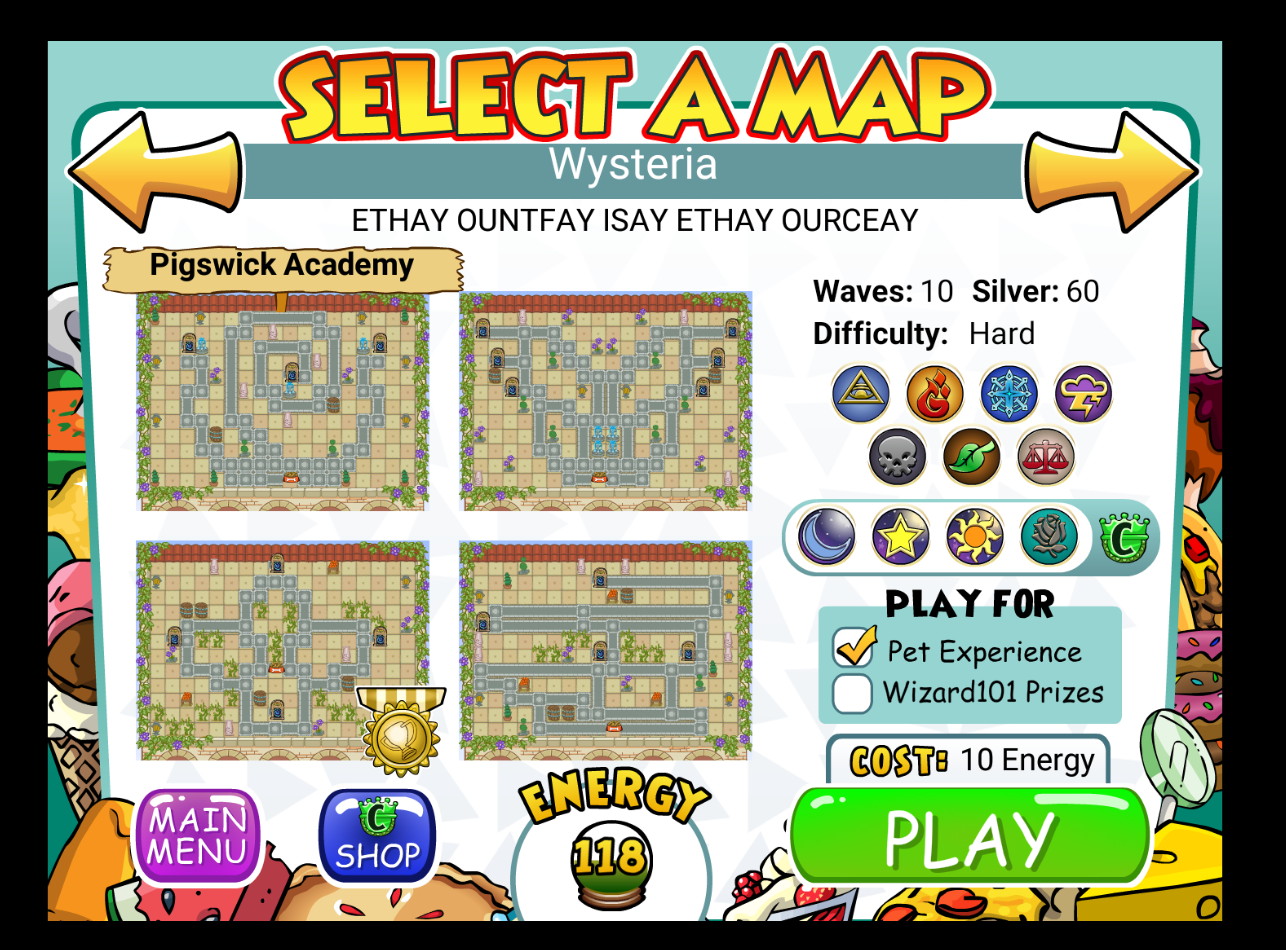 SELECT A MAP
Wysteria
ETHAY OUNTFAY ISAY ETHAY OURCEAY
Pigswick Academy
Waves: 10 Silver: 60
Difficulty: Hard
C
PLAY FOR
Pet Experience
Wizard101 Prizes
COST: 10 Energy
MAIN
MENU
C
SHOP
ENERGY
118
PLAY